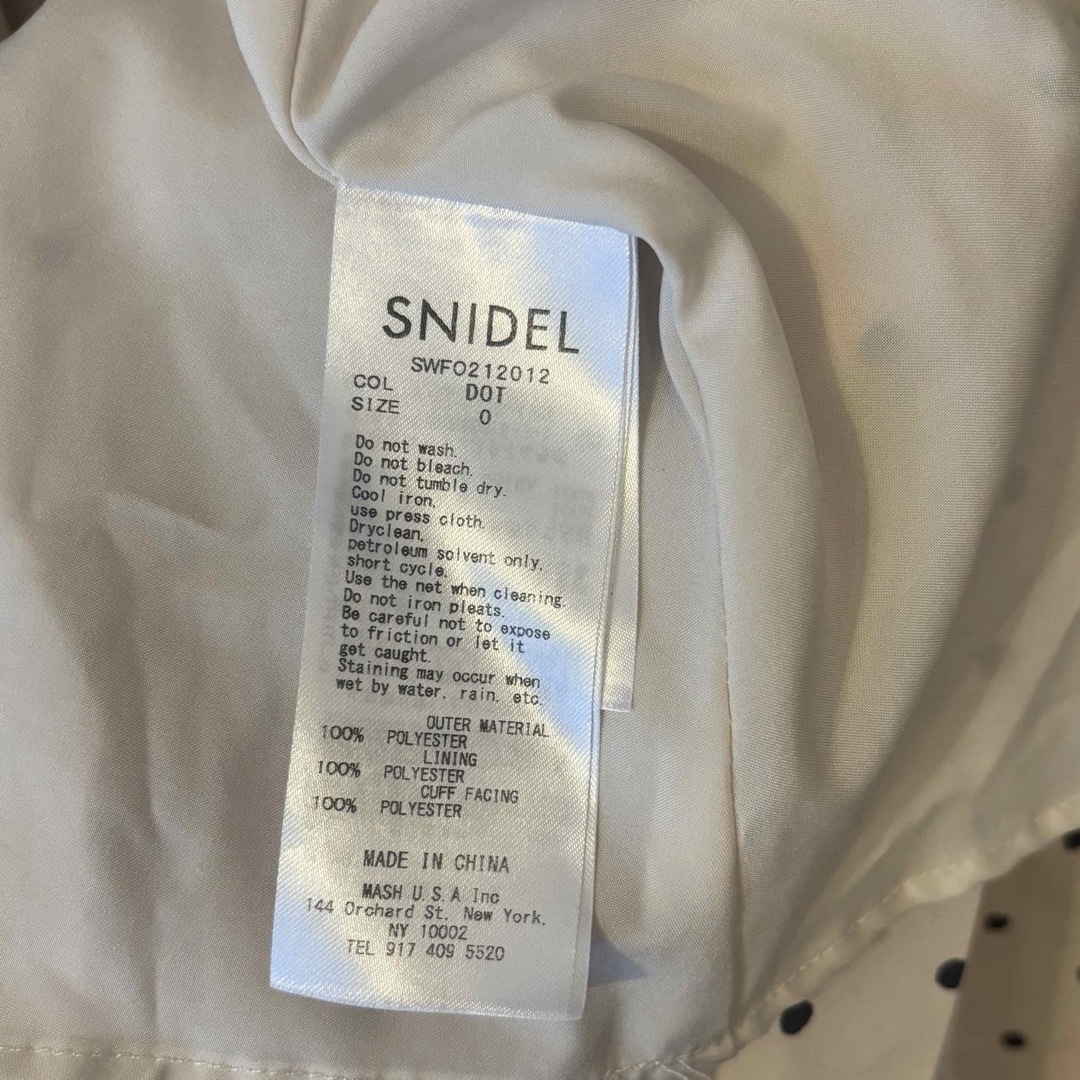 SNIDEL
SWFO212012
COL DOT
SIZE 0
Do not wash.
Do not bleach.
Do not tumble dry.
Cool iron,
use press cloth.
Dryclean,
petroleum solvent only,
short cycle.
Use the net when cleaning.
Do not iron pleats.
Be careful not to expose
to friction or let it
get caught.
Staining may occur when
wet by water, rain, etc.
OUTER MATERIAL
100% POLYESTER
LINING
100% POLYESTER
CUFF FACING
100% POLYESTER
MADE IN CHINA
MASH U.S.A Inc
144 Orchard St. New York,
NY 10002
TEL 917 409 5520